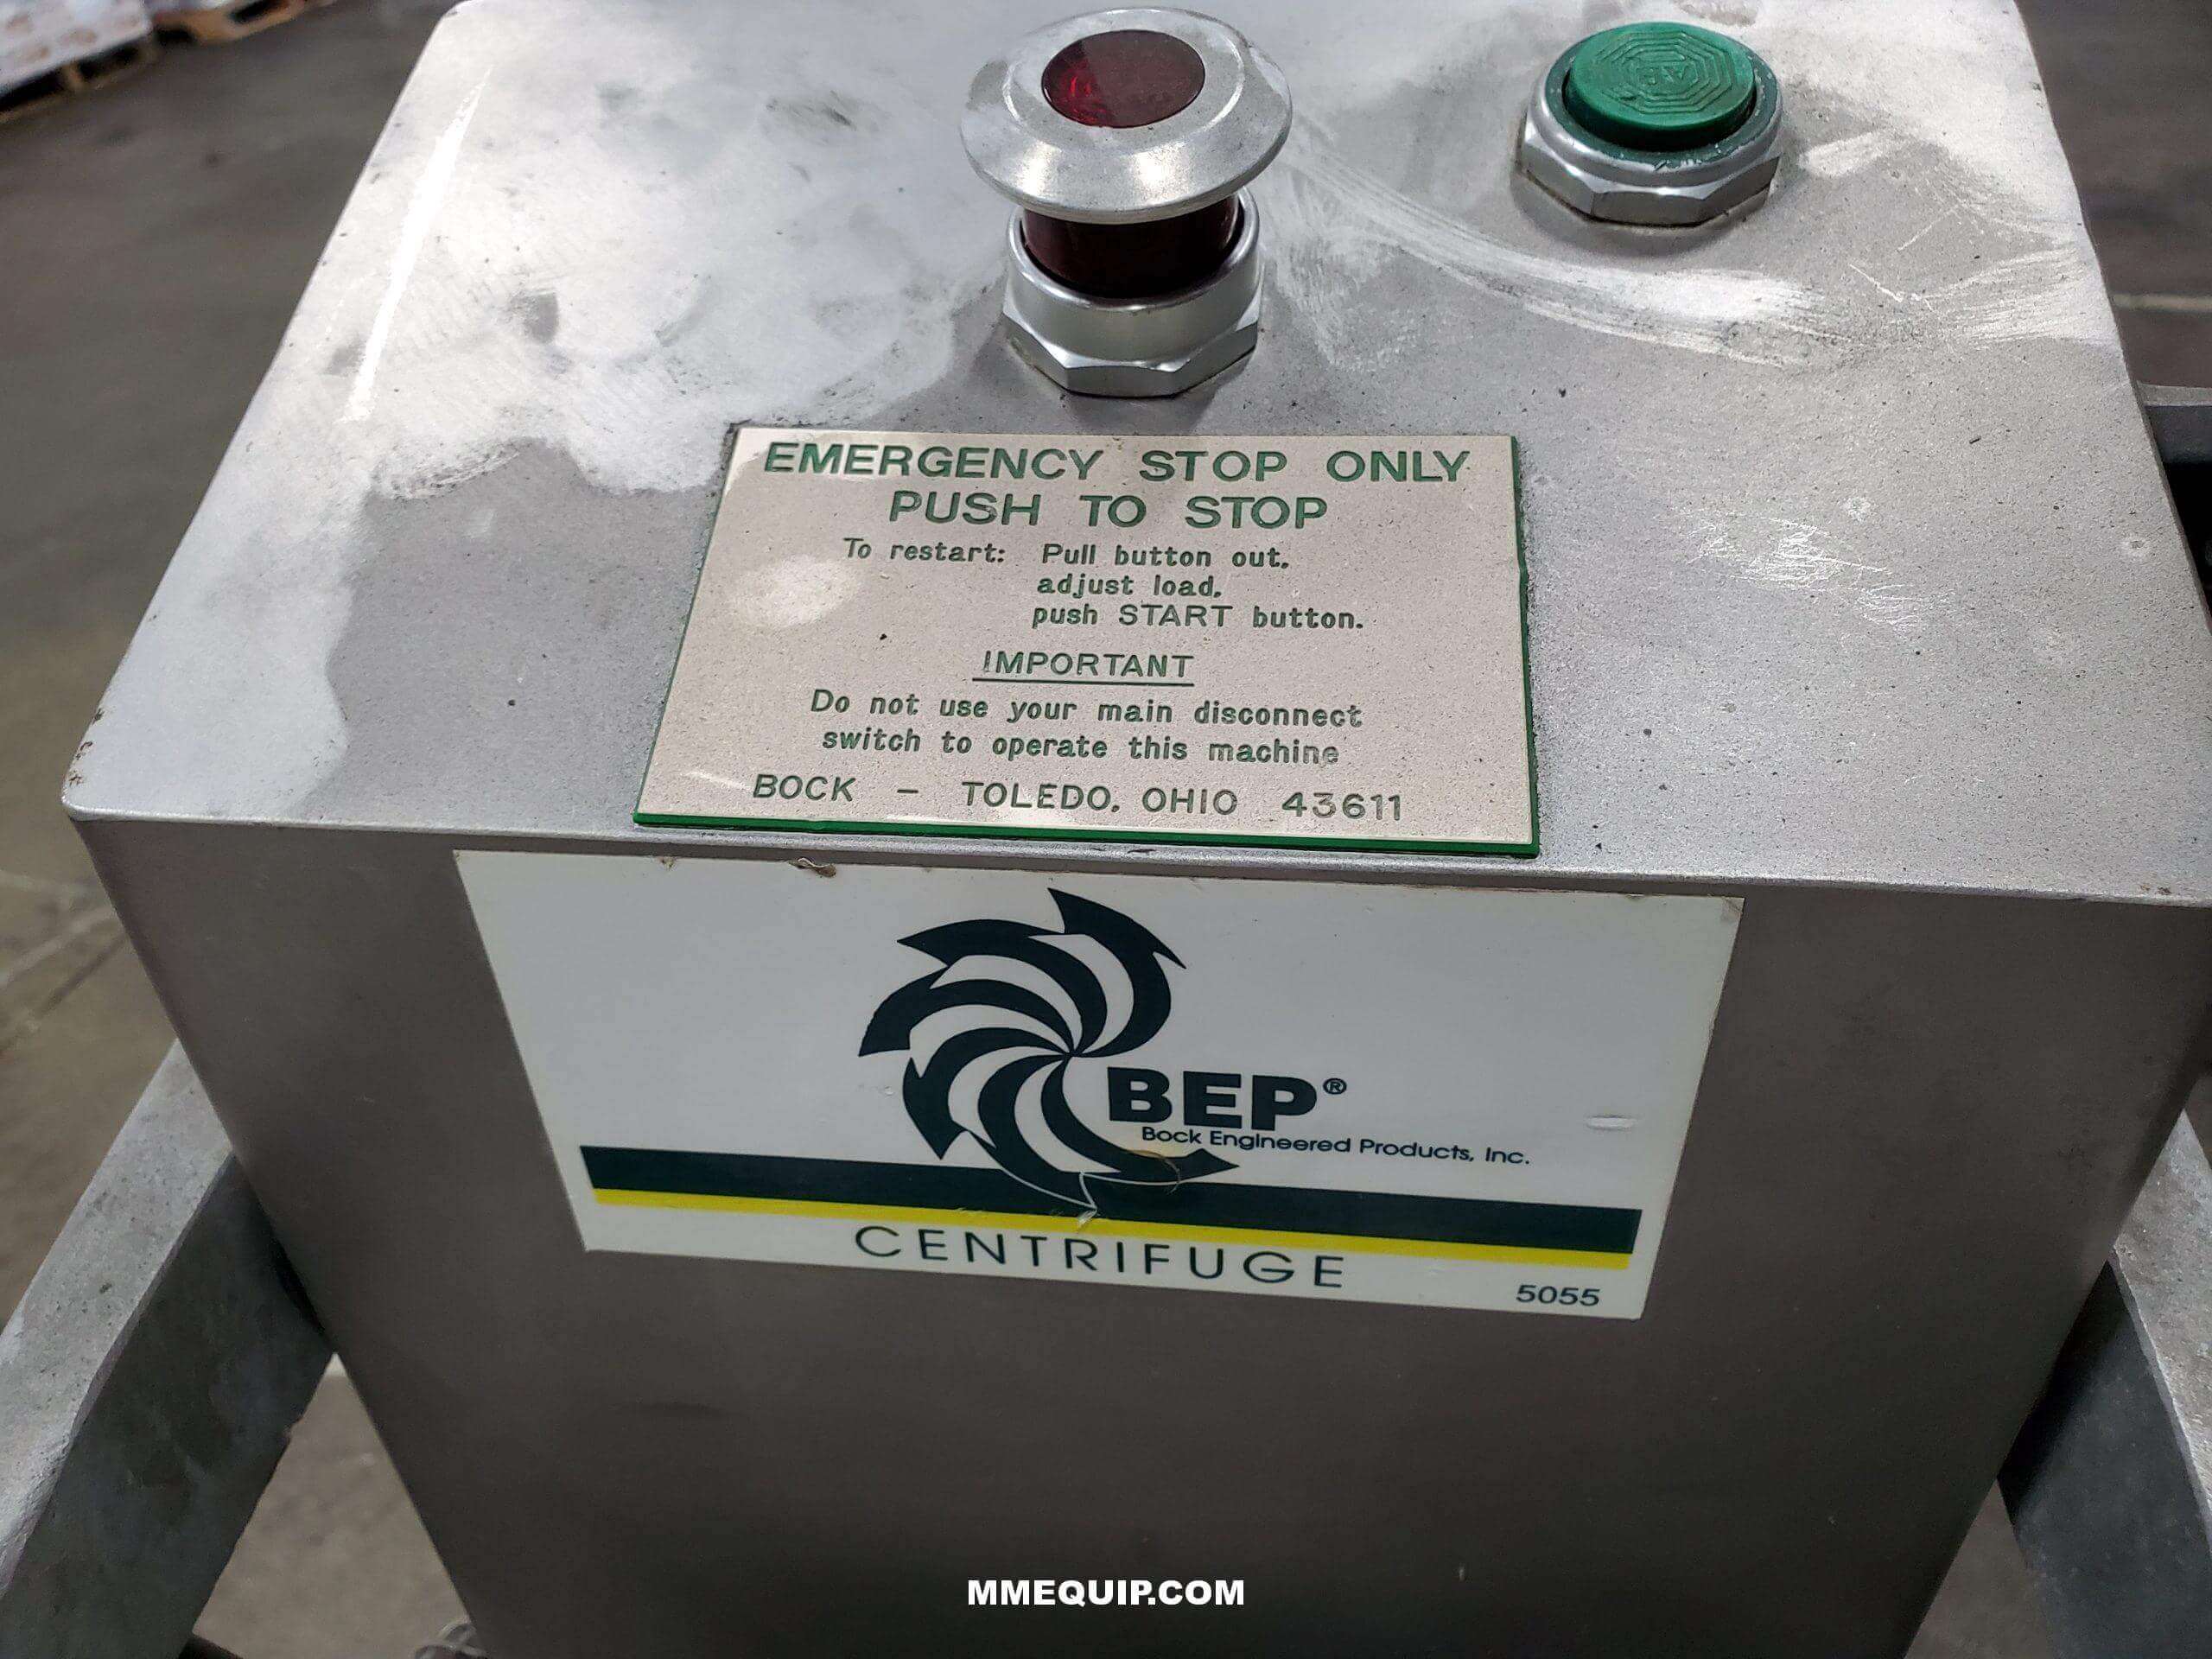 EMERGENCY STOP ONLY
PUSH TO STOP
To restart: Pull button out,
adjust load,
push START button.
IMPORTANT
Do not use your main disconnect
switch to operate this machine
BOCK - TOLEDO, OHIO 43611
BEP®
Bock Engineered Products, Inc.
CENTRIFUGE
5055
MMEQUIP.COM